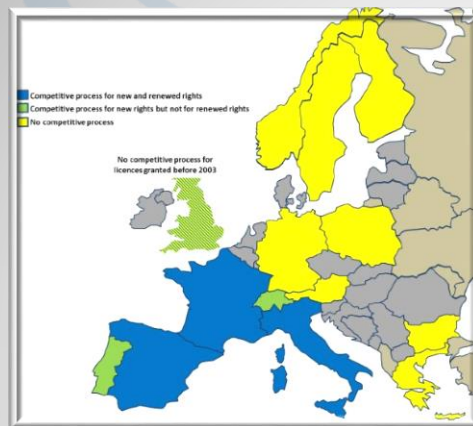 Competitive process for new and renewed rights
Competitive process for new rights but not for renewed rights
No competitive process
No competitive process for
licences granted before 2003